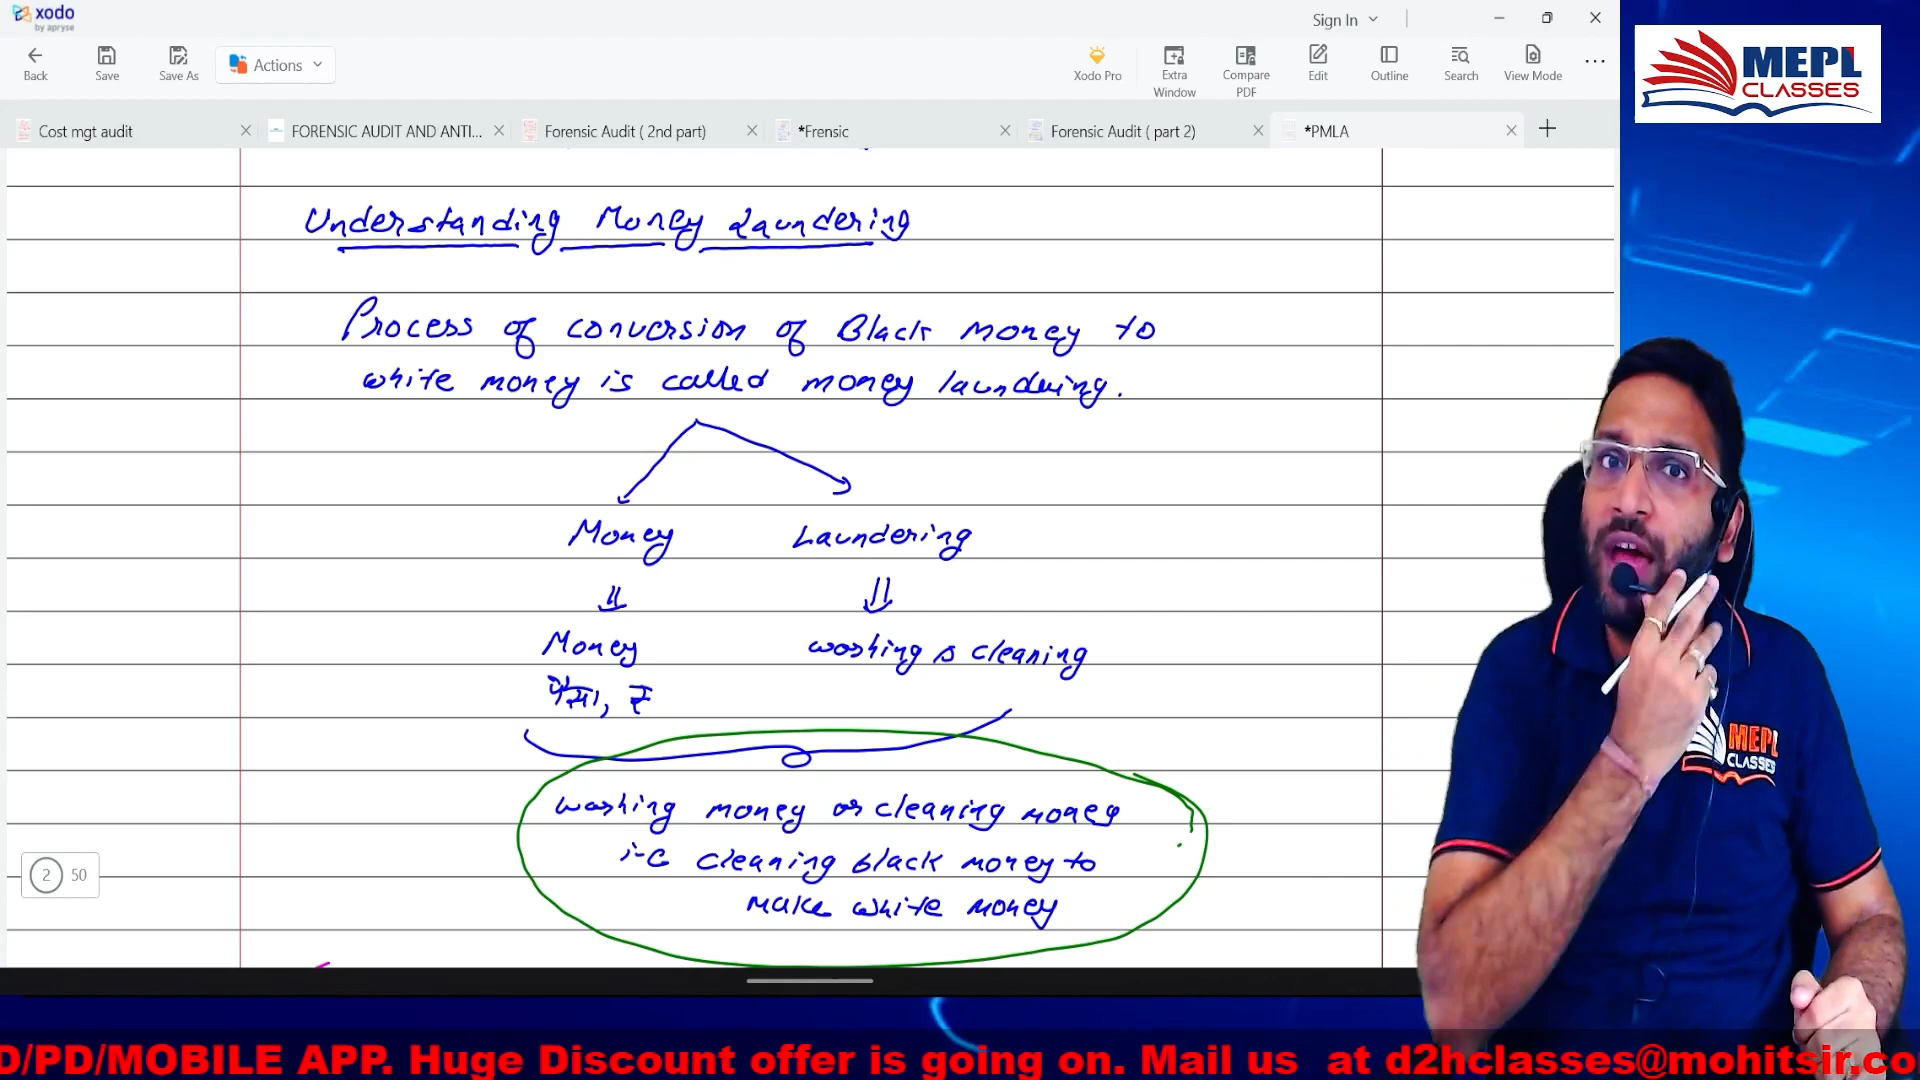 xodo
by apryse
Sign In
Back
Save
Save As
Actions
Xodo Pro
Extra Window
Compare PDF
Edit
Outline
Search
View Mode
Cost mgt audit
FORENSIC AUDIT AND ANTI...
Forensic Audit ( 2nd part)
*Frensic
Forensic Audit ( part 2)
*PMLA
MEPL
CLASSES
Understanding Money Laundering
Process of conversion of Black money to
white money is called money laundering.
Money Laundering
Money washing & cleaning
पैसा, ₹
washing money or cleaning money
i-e cleaning black money to
make white money
2 50
MEPL
CLASSES
D/PD/MOBILE APP. Huge Discount offer is going on. Mail us at d2hclasses@mohitsir.co